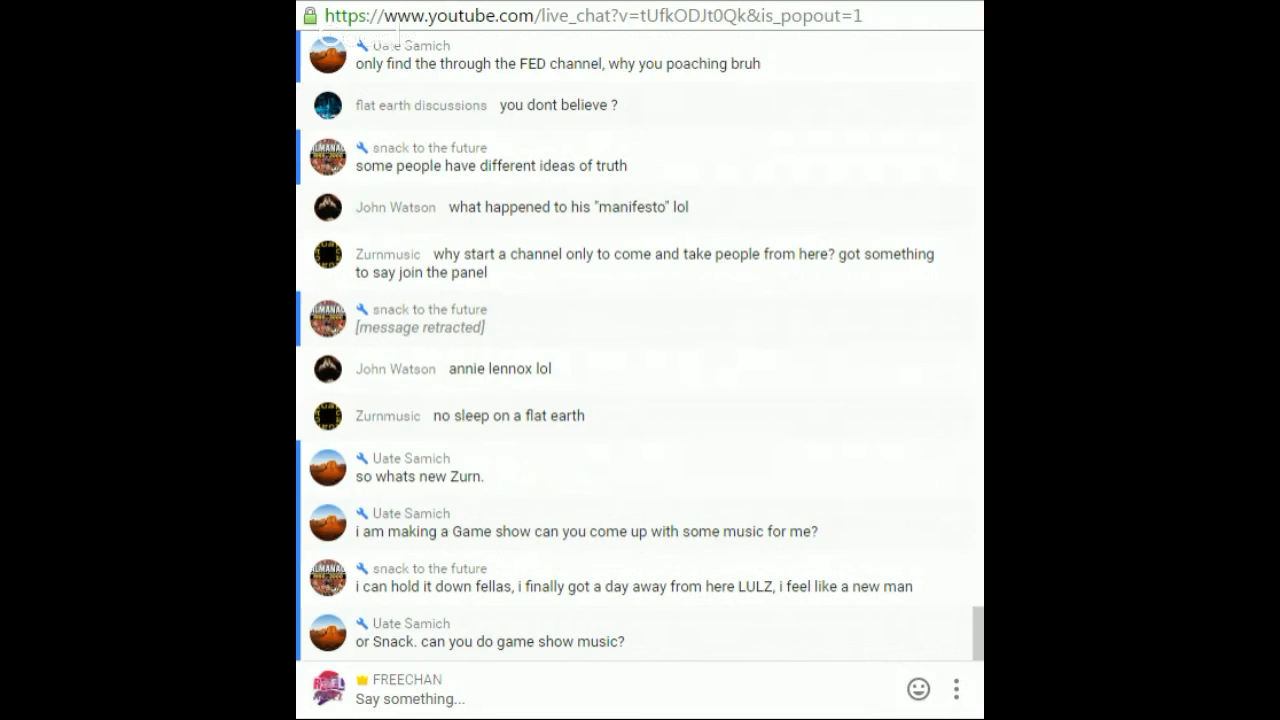 https://www.youtube.com/live_chat?v=tUfkODJt0Qk&is_popout=1
Uate Samich
only find the through the FED channel, why you poaching bruh
flat earth discussions you dont believe ?
snack to the future
some people have different ideas of truth
John Watson what happened to his "manifesto" lol
Zurnmusic why start a channel only to come and take people from here? got something
to say join the panel
snack to the future
[message retracted]
John Watson annie lennox lol
Zurnmusic no sleep on a flat earth
Uate Samich
so whats new Zurn.
Uate Samich
i am making a Game show can you come up with some music for me?
snack to the future
i can hold it down fellas, i finally got a day away from here LULZ, i feel like a new man
Uate Samich
or Snack. can you do game show music?
FREECHAN
Say something...